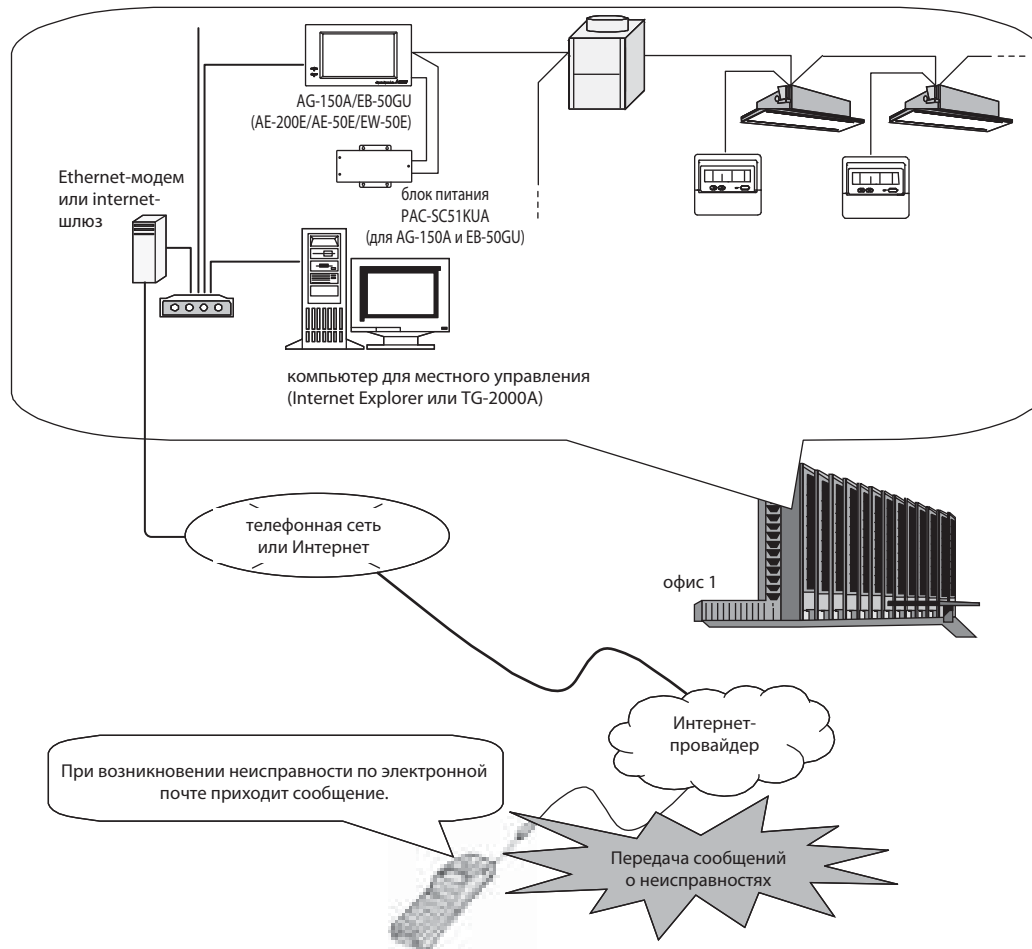 AG-150A/EB-50GU
(AE-200E/AE-50E/EW-50E)
Ethernet-модем
или internet-
шлюз
блок питания
PAC-SC51KUA
(для AG-150A и EB-50GU)
компьютер для местного управления
(Internet Explorer или TG-2000A)
телефонная сеть
или Интернет
офис 1
Интернет-
провайдер
При возникновении неисправности по электронной
почте приходит сообщение.
Передача сообщений
о неисправностях